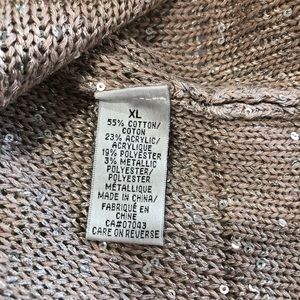 XL
55% COTTON/
COTON
23% ACRYLIC/
ACRYLIQUE
19% POLYESTER
3% METALLIC
POLYESTER/
POLYESTER
MÉTALLIQUE
MADE IN CHINA/
FABRIQUÉ EN
CHINE
CA#07043
CARE ON REVERSE